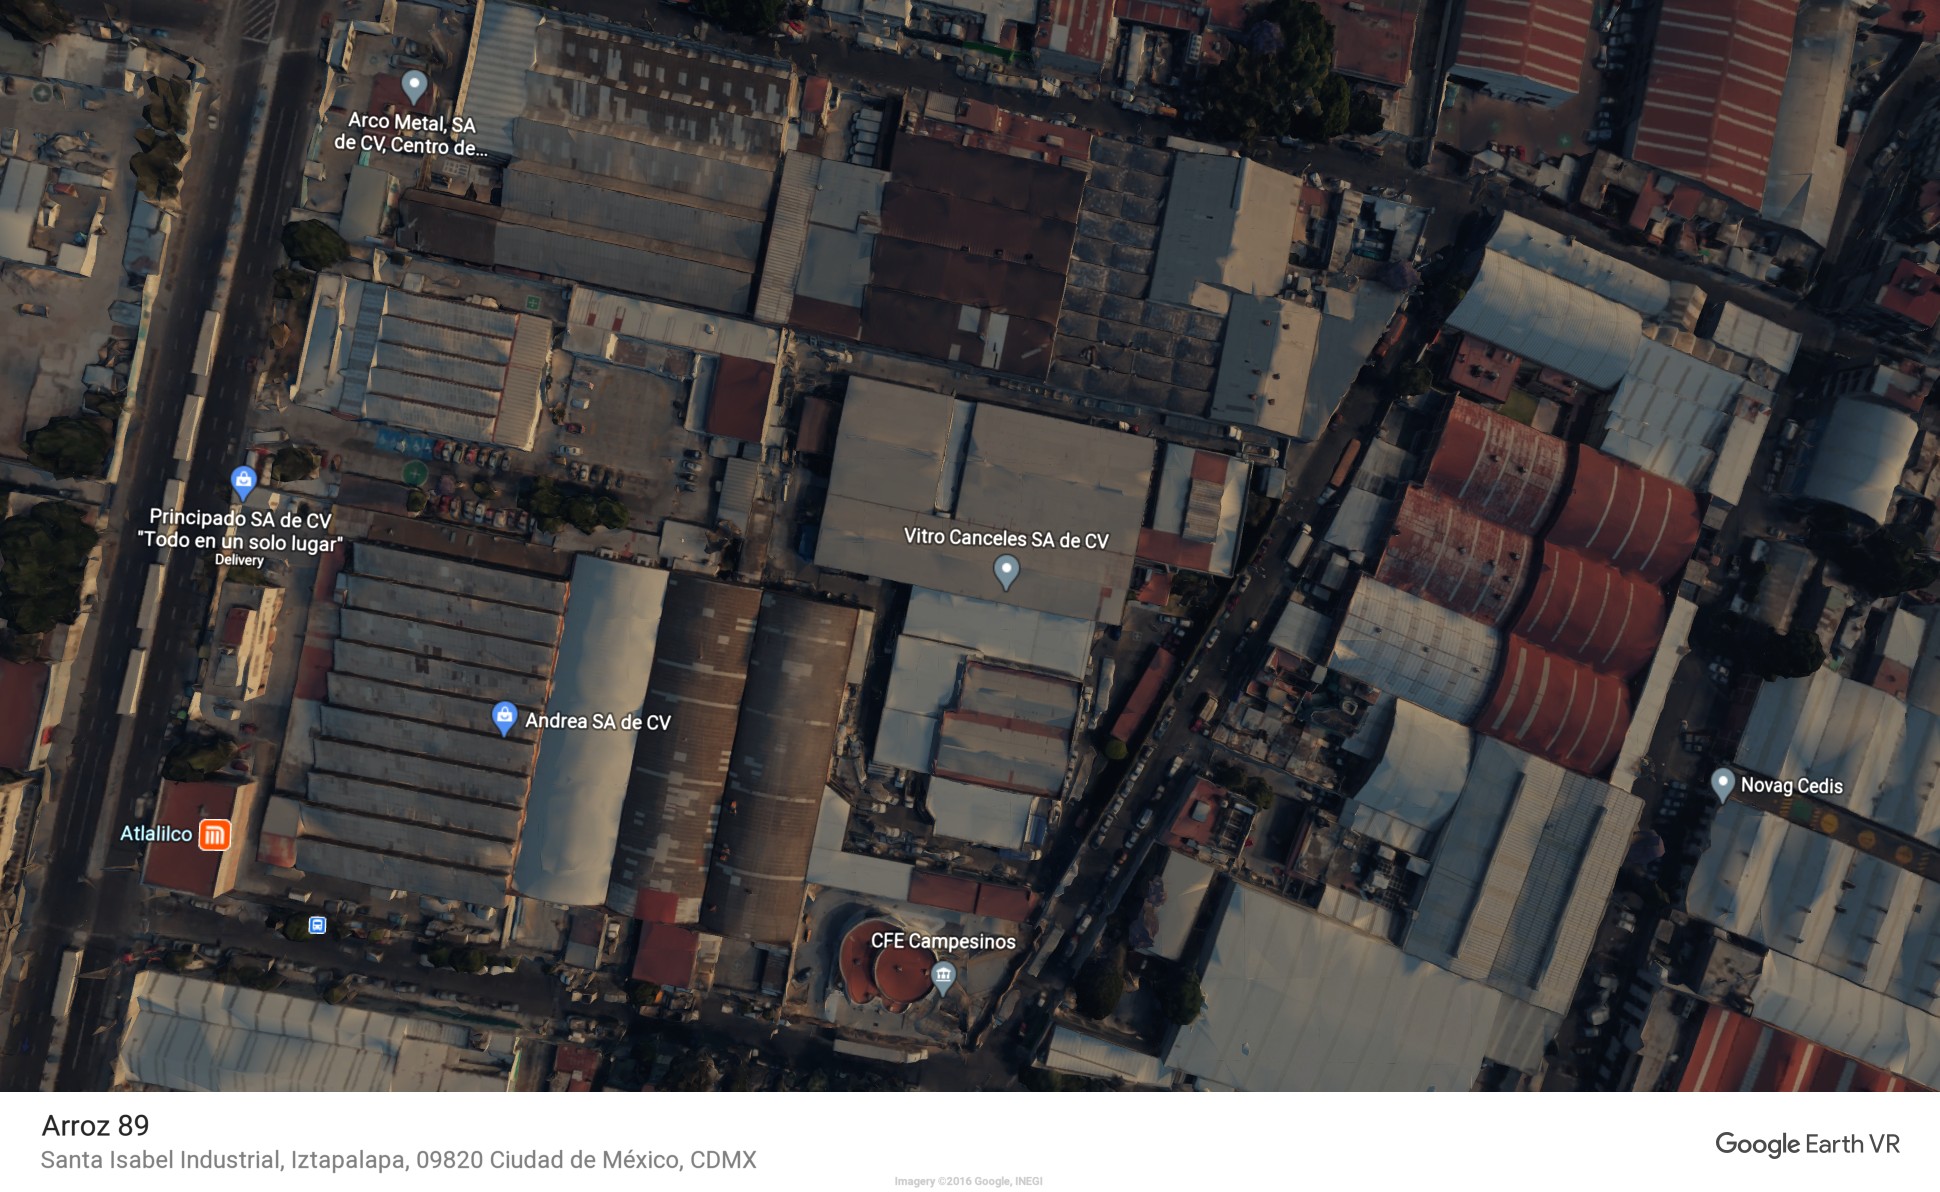 Arco Metal, SA
de CV, Centro de...
Principado SA de CV
"Todo en un solo lugar"
Delivery
Vitro Canceles SA de CV
Andrea SA de CV
Novag Cedis
Atlalilco
CFE Campesinos
Arroz 89
Santa Isabel Industrial, Iztapalapa, 09820 Ciudad de México, CDMX
Google Earth VR
Imagery ©2016 Google, INEGI